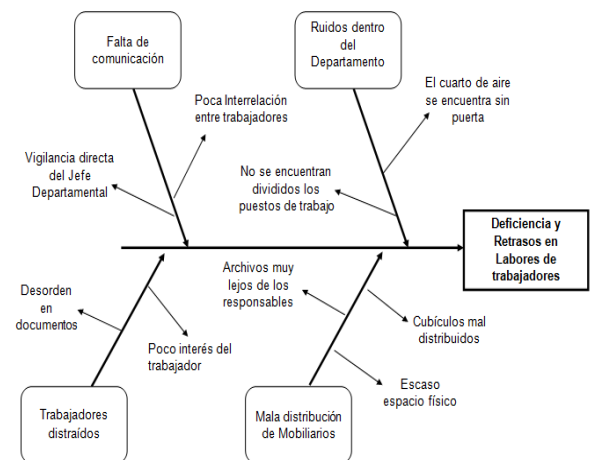 Falta de
comunicación
Ruidos dentro
del
Departamento
Poca Interrelación
entre trabajadores
El cuarto de aire
se encuentra sin
puerta
Vigilancia directa
del Jefe
Departamental
No se encuentran
divididos los
puestos de trabajo
Deficiencia y
Retrasos en
Labores de
trabajadores
Archivos muy
lejos de los
responsables
Desorden
en
documentos
Cubículos mal
distribuidos
Poco interés del
trabajador
Escaso
espacio físico
Trabajadores
distraídos
Mala distribución
de Mobiliarios